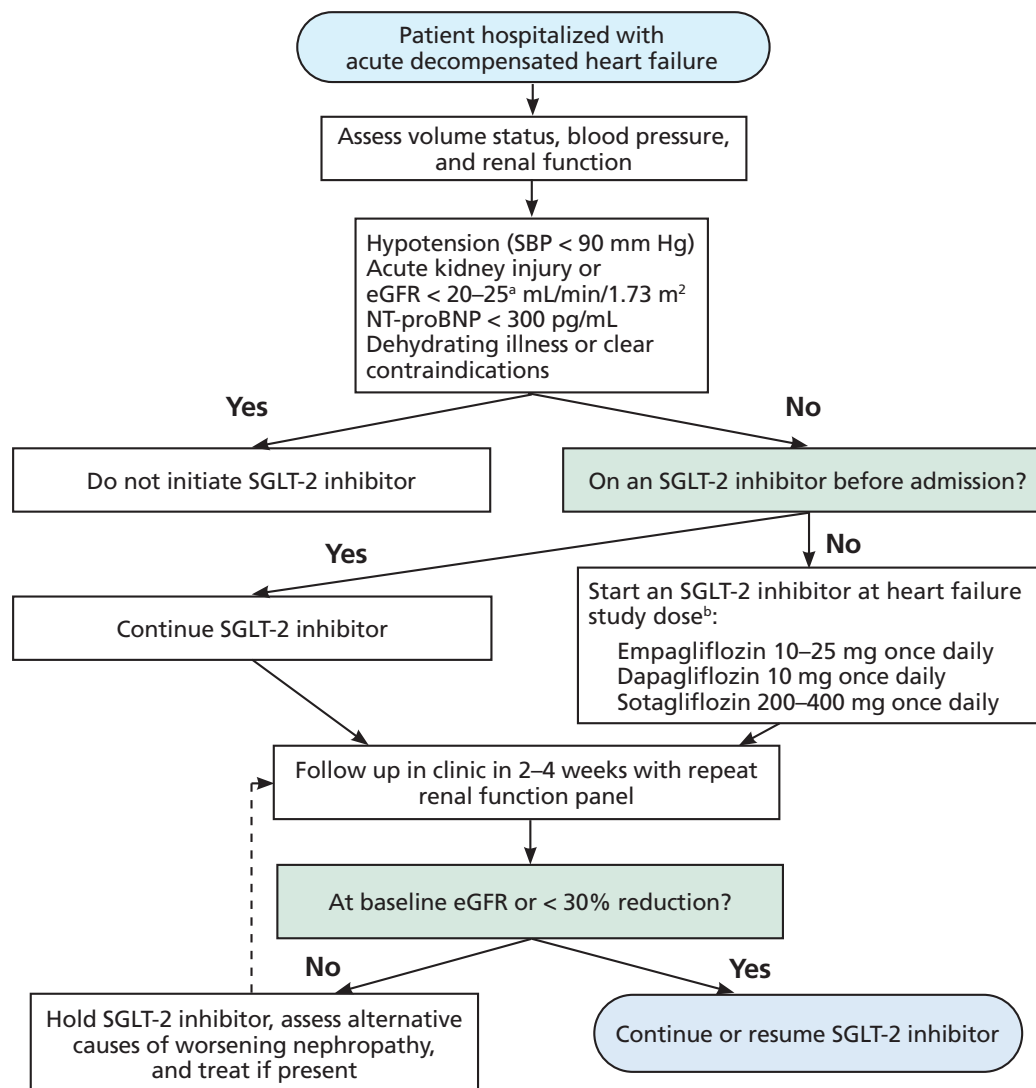 Patient hospitalized with
acute decompensated heart failure
Assess volume status, blood pressure,
and renal function
Hypotension (SBP < 90 mm Hg)
Acute kidney injury or
eGFR < 20–25ᵃ mL/min/1.73 m²
NT-proBNP < 300 pg/mL
Dehydrating illness or clear
contraindications
Yes
No
Do not initiate SGLT-2 inhibitor
On an SGLT-2 inhibitor before admission?
Yes
No
Continue SGLT-2 inhibitor
Start an SGLT-2 inhibitor at heart failure
study doseᵇ:
Empagliflozin 10–25 mg once daily
Dapagliflozin 10 mg once daily
Sotagliflozin 200–400 mg once daily
Follow up in clinic in 2–4 weeks with repeat
renal function panel
At baseline eGFR or < 30% reduction?
No
Yes
Hold SGLT-2 inhibitor, assess alternative
causes of worsening nephropathy,
and treat if present
Continue or resume SGLT-2 inhibitor